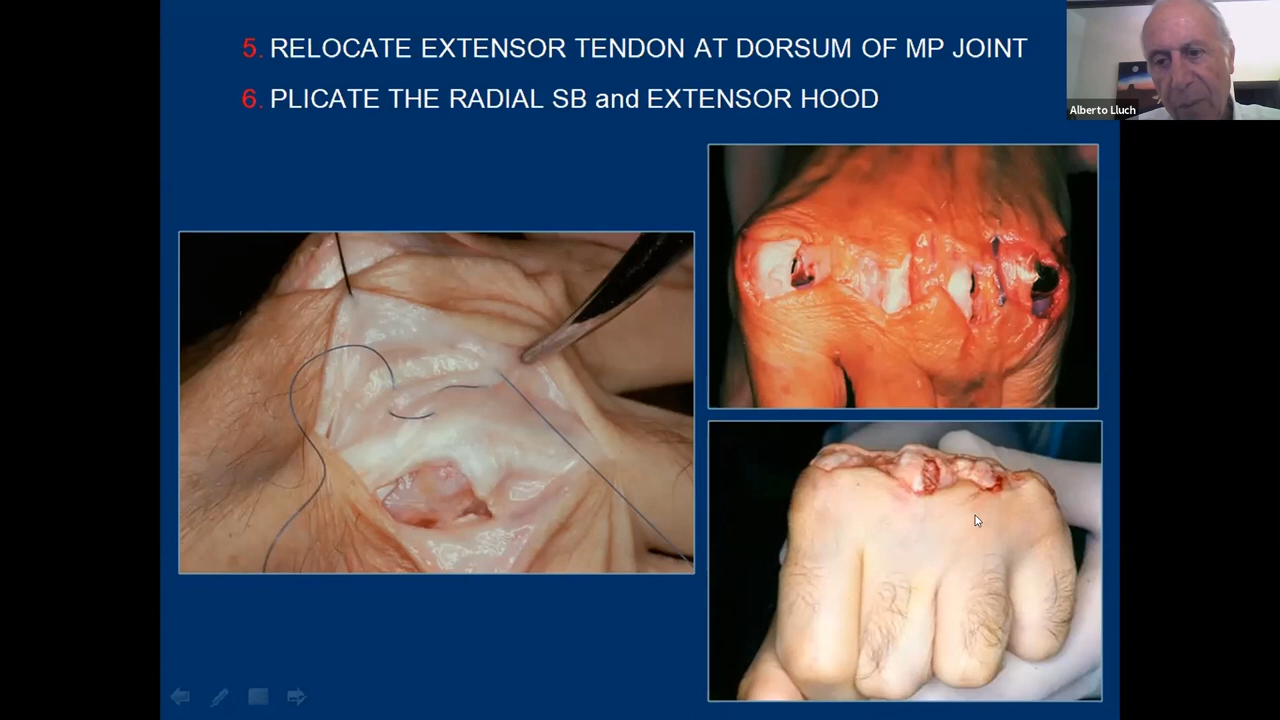 5. RELOCATE EXTENSOR TENDON AT DORSUM OF MP JOINT
6. PLICATE THE RADIAL SB and EXTENSOR HOOD
Alberto Lluch